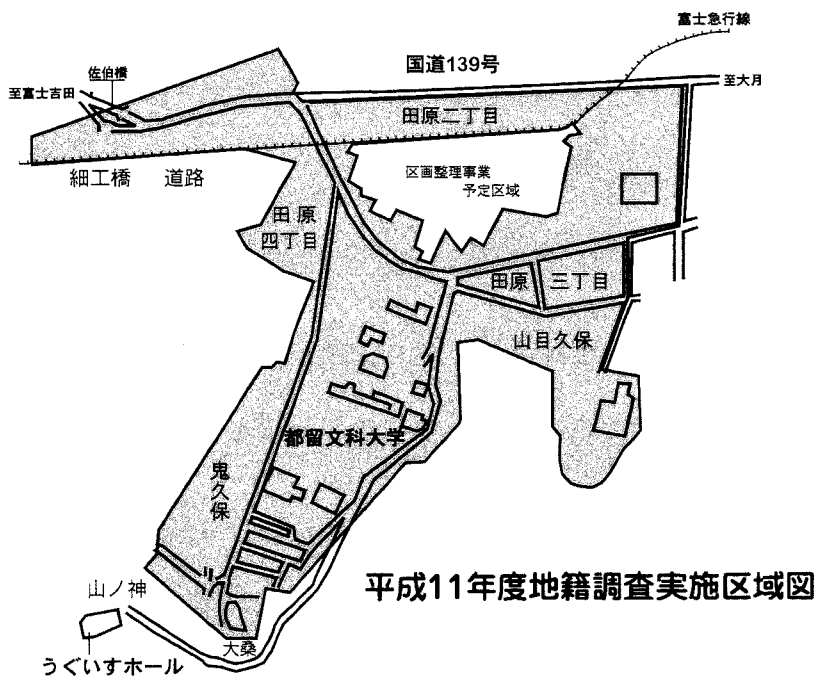 富士急行線
国道139号
佐伯橋
至大月
至富士吉田
田原二丁目
細工橋 道路
区画整理事業
予定区域
田原
四丁目
田原 三丁目
山目久保
都留文科大学
鬼久保
平成11年度地籍調査実施区域図
山ノ神
大桑
うぐいすホール